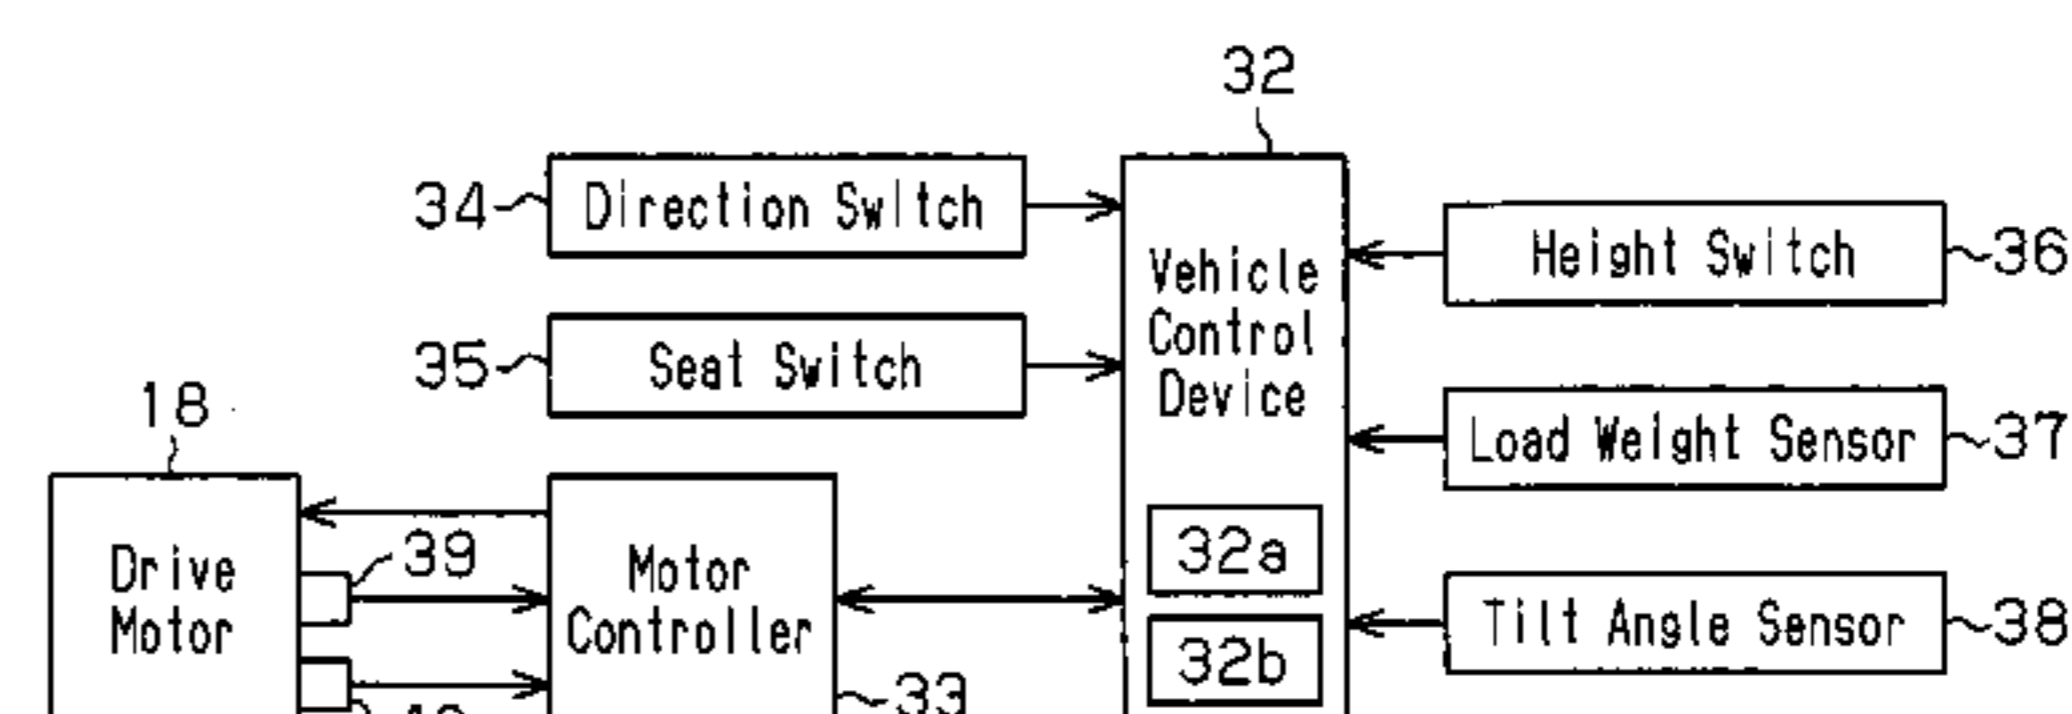 32
34
Direction Switch
Height Switch
36
Vehicle
Control
Device
35
Seat Switch
18
Load Weight Sensor
37
39
32a
Drive
Motor
Motor
Controller
Tilt Angle Sensor
38
32b
33